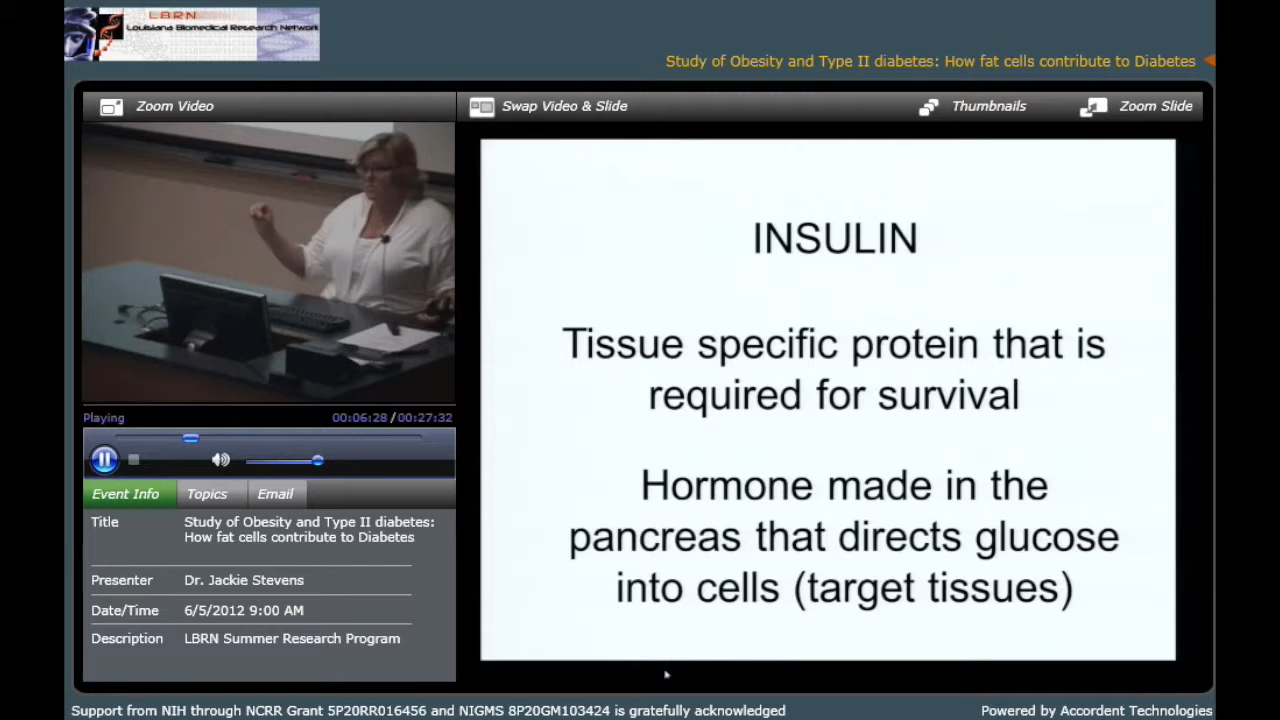 LBRN
Louisiana Biomedical Research Network
Study of Obesity and Type II diabetes: How fat cells contribute to Diabetes
Zoom Video
Swap Video & Slide
Thumbnails
Zoom Slide
INSULIN
Tissue specific protein that is
required for survival
Hormone made in the
pancreas that directs glucose
into cells (target tissues)
Playing
00:06:28 / 00:27:32
Event Info
Topics
Email
Title
Study of Obesity and Type II diabetes:
How fat cells contribute to Diabetes
Presenter
Dr. Jackie Stevens
Date/Time
6/5/2012 9:00 AM
Description
LBRN Summer Research Program
Support from NIH through NCRR Grant 5P20RR016456 and NIGMS 8P20GM103424 is gratefully acknowledged
Powered by Accordent Technologies